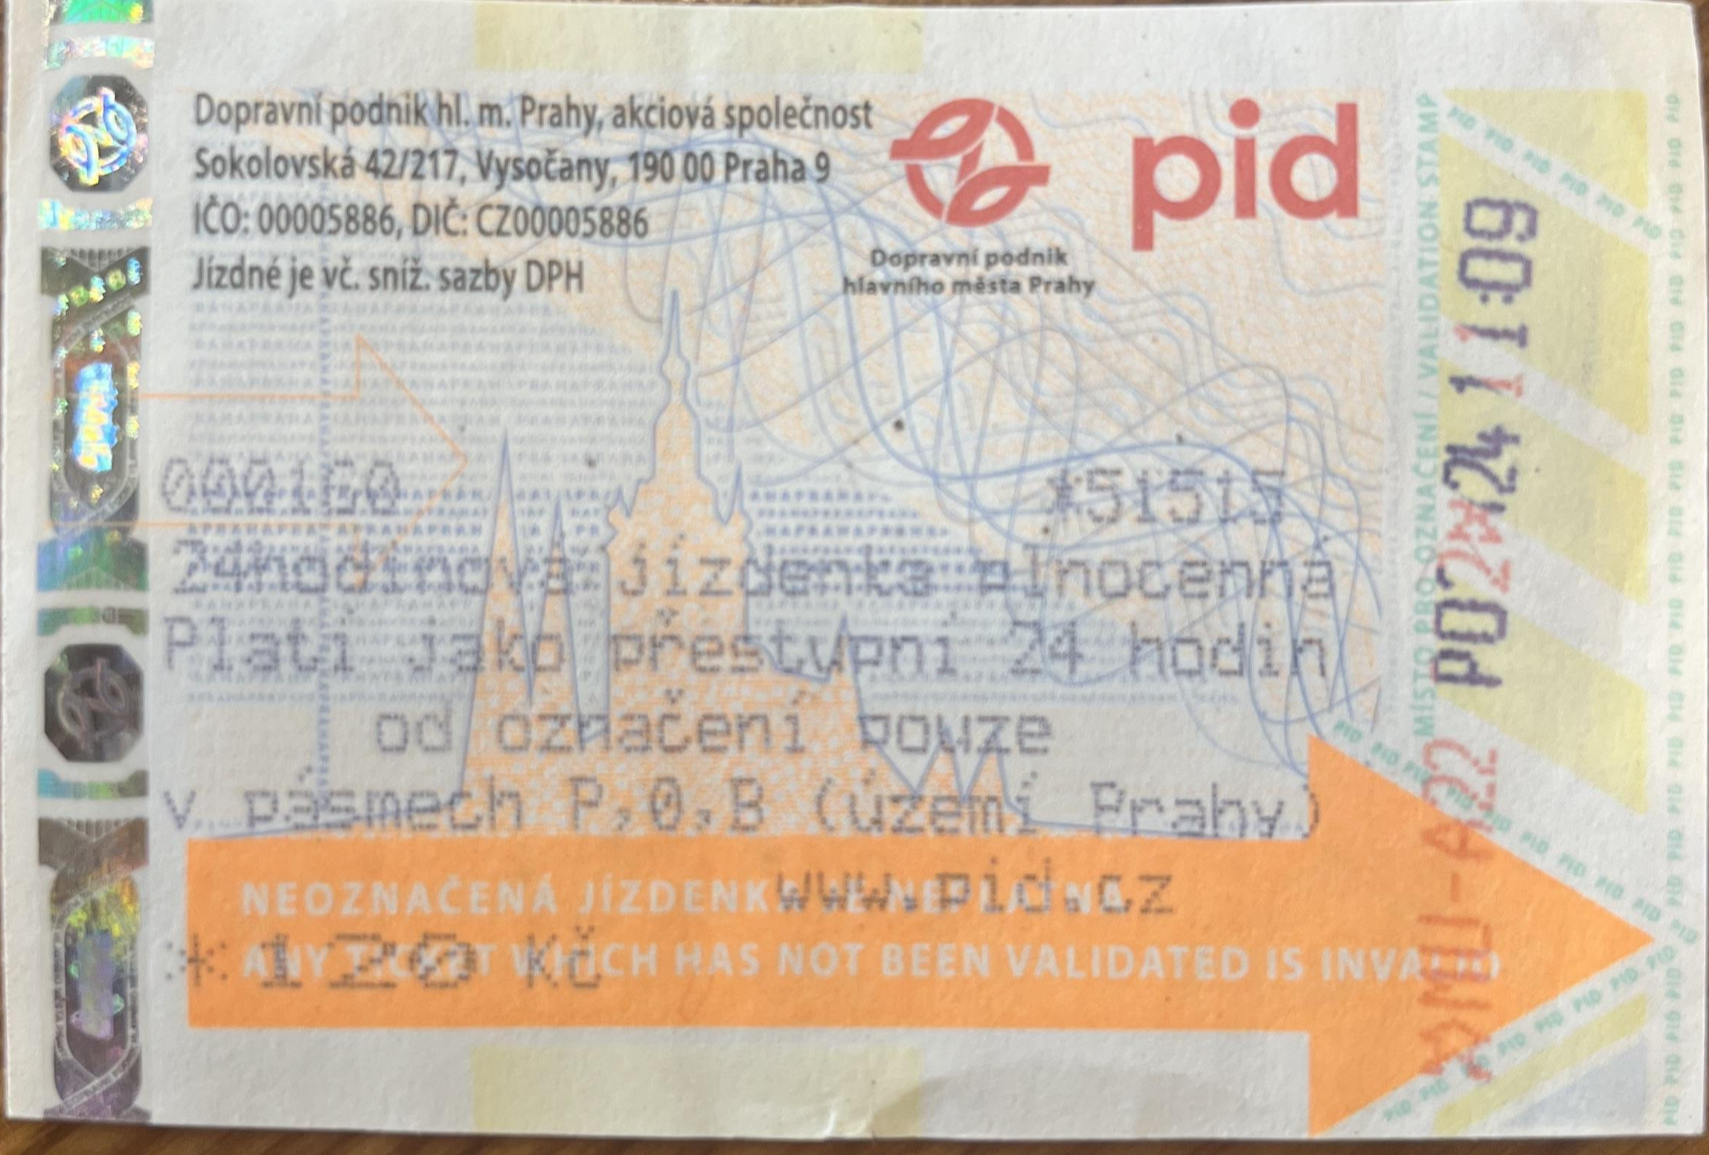 Dopravní podnik hl. m. Prahy, akciová společnost
Sokolovská 42/217, Vysočany, 190 00 Praha 9
IČO: 00005886, DIČ: CZ00005886
Jízdné je vč. sníž. sazby DPH
pid
Dopravní podnik
hlavního města Prahy
*51515
24hodinová jízdenka plnocenná
Platí jako přestupní 24 hodin
od označení pouze
v pásmech P,0,B (území Prahy)
www.pid.cz
NEOZNAČENÁ JÍZDENKA JE NEPLATNÁ
ANY TICKET WHICH HAS NOT BEEN VALIDATED IS INVALID
*120 Kč
MÍSTO PRO OZNAČENÍ / VALIDATION STAMP
11:09